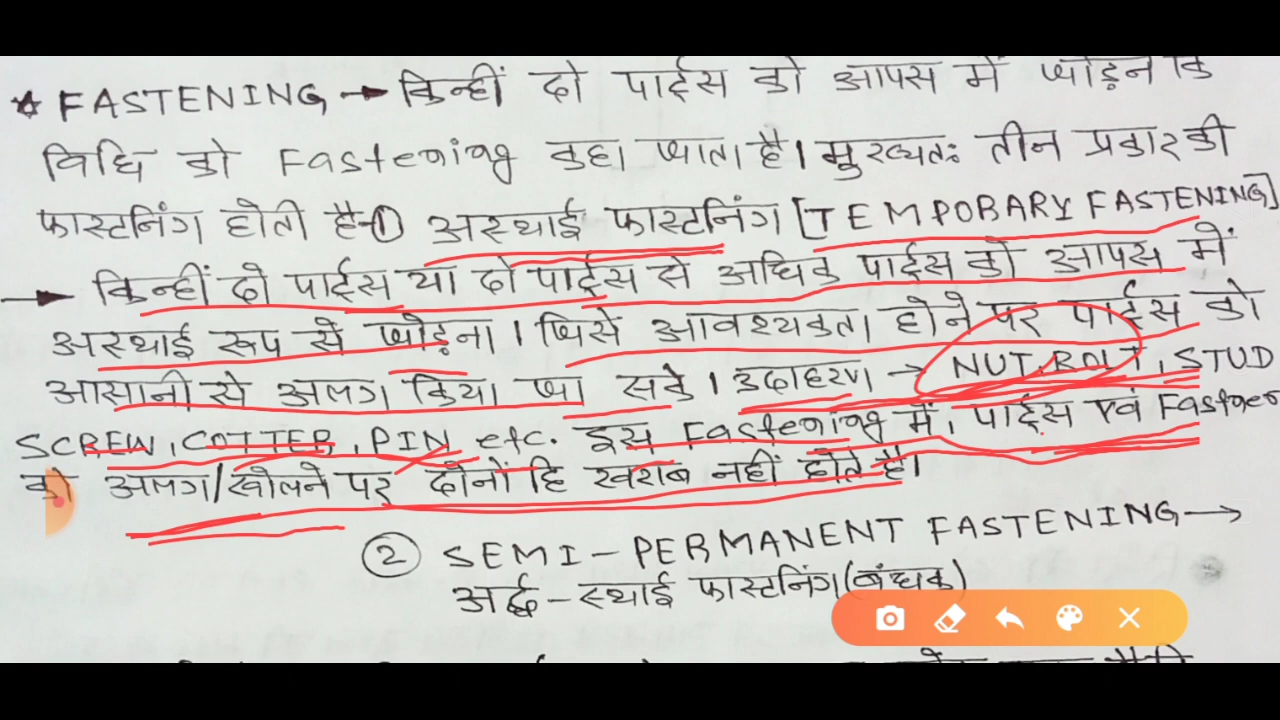 ☆ FASTENING → किन्हीं दो पार्ट्स को आपस में जोड़ने कि
विधि को Fastening कहा जाता है। मुख्यतः तीन प्रकार की
फास्टनिंग होती है-① अस्थाई फास्टनिंग [TEMPORARY FASTENING]
→ किन्हीं दो पार्ट्स या दो पार्ट्स से अधिक पार्ट्स को आपस में
अस्थाई रूप से जोड़ना। जिसे आवश्यकता होने पर पार्ट्स को
आसानी से अलग किया जा सके। उदाहरण → NUT, BOLT, STUD
SCREW, COTTER, PIN etc. इस Fastening में, पार्ट्स एवं Fastner
को अलग/खोलने पर दोनों हि खराब नहीं होते है।
② SEMI-PERMANENT FASTENING →
अर्द्ध-स्थाई फास्टनिंग (बंधक)